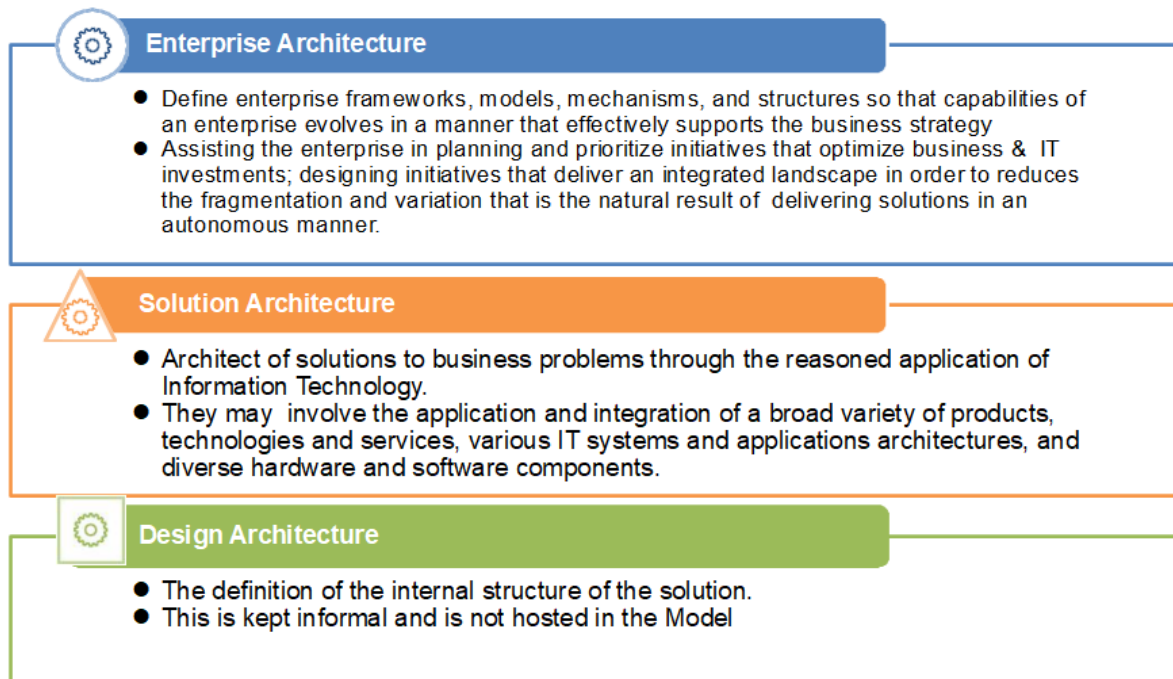 Enterprise Architecture
● Define enterprise frameworks, models, mechanisms, and structures so that capabilities of
an enterprise evolves in a manner that effectively supports the business strategy
● Assisting the enterprise in planning and prioritize initiatives that optimize business & IT
investments; designing initiatives that deliver an integrated landscape in order to reduces
the fragmentation and variation that is the natural result of delivering solutions in an
autonomous manner.
Solution Architecture
● Architect of solutions to business problems through the reasoned application of
Information Technology.
● They may involve the application and integration of a broad variety of products,
technologies and services, various IT systems and applications architectures, and
diverse hardware and software components.
Design Architecture
● The definition of the internal structure of the solution.
● This is kept informal and is not hosted in the Model